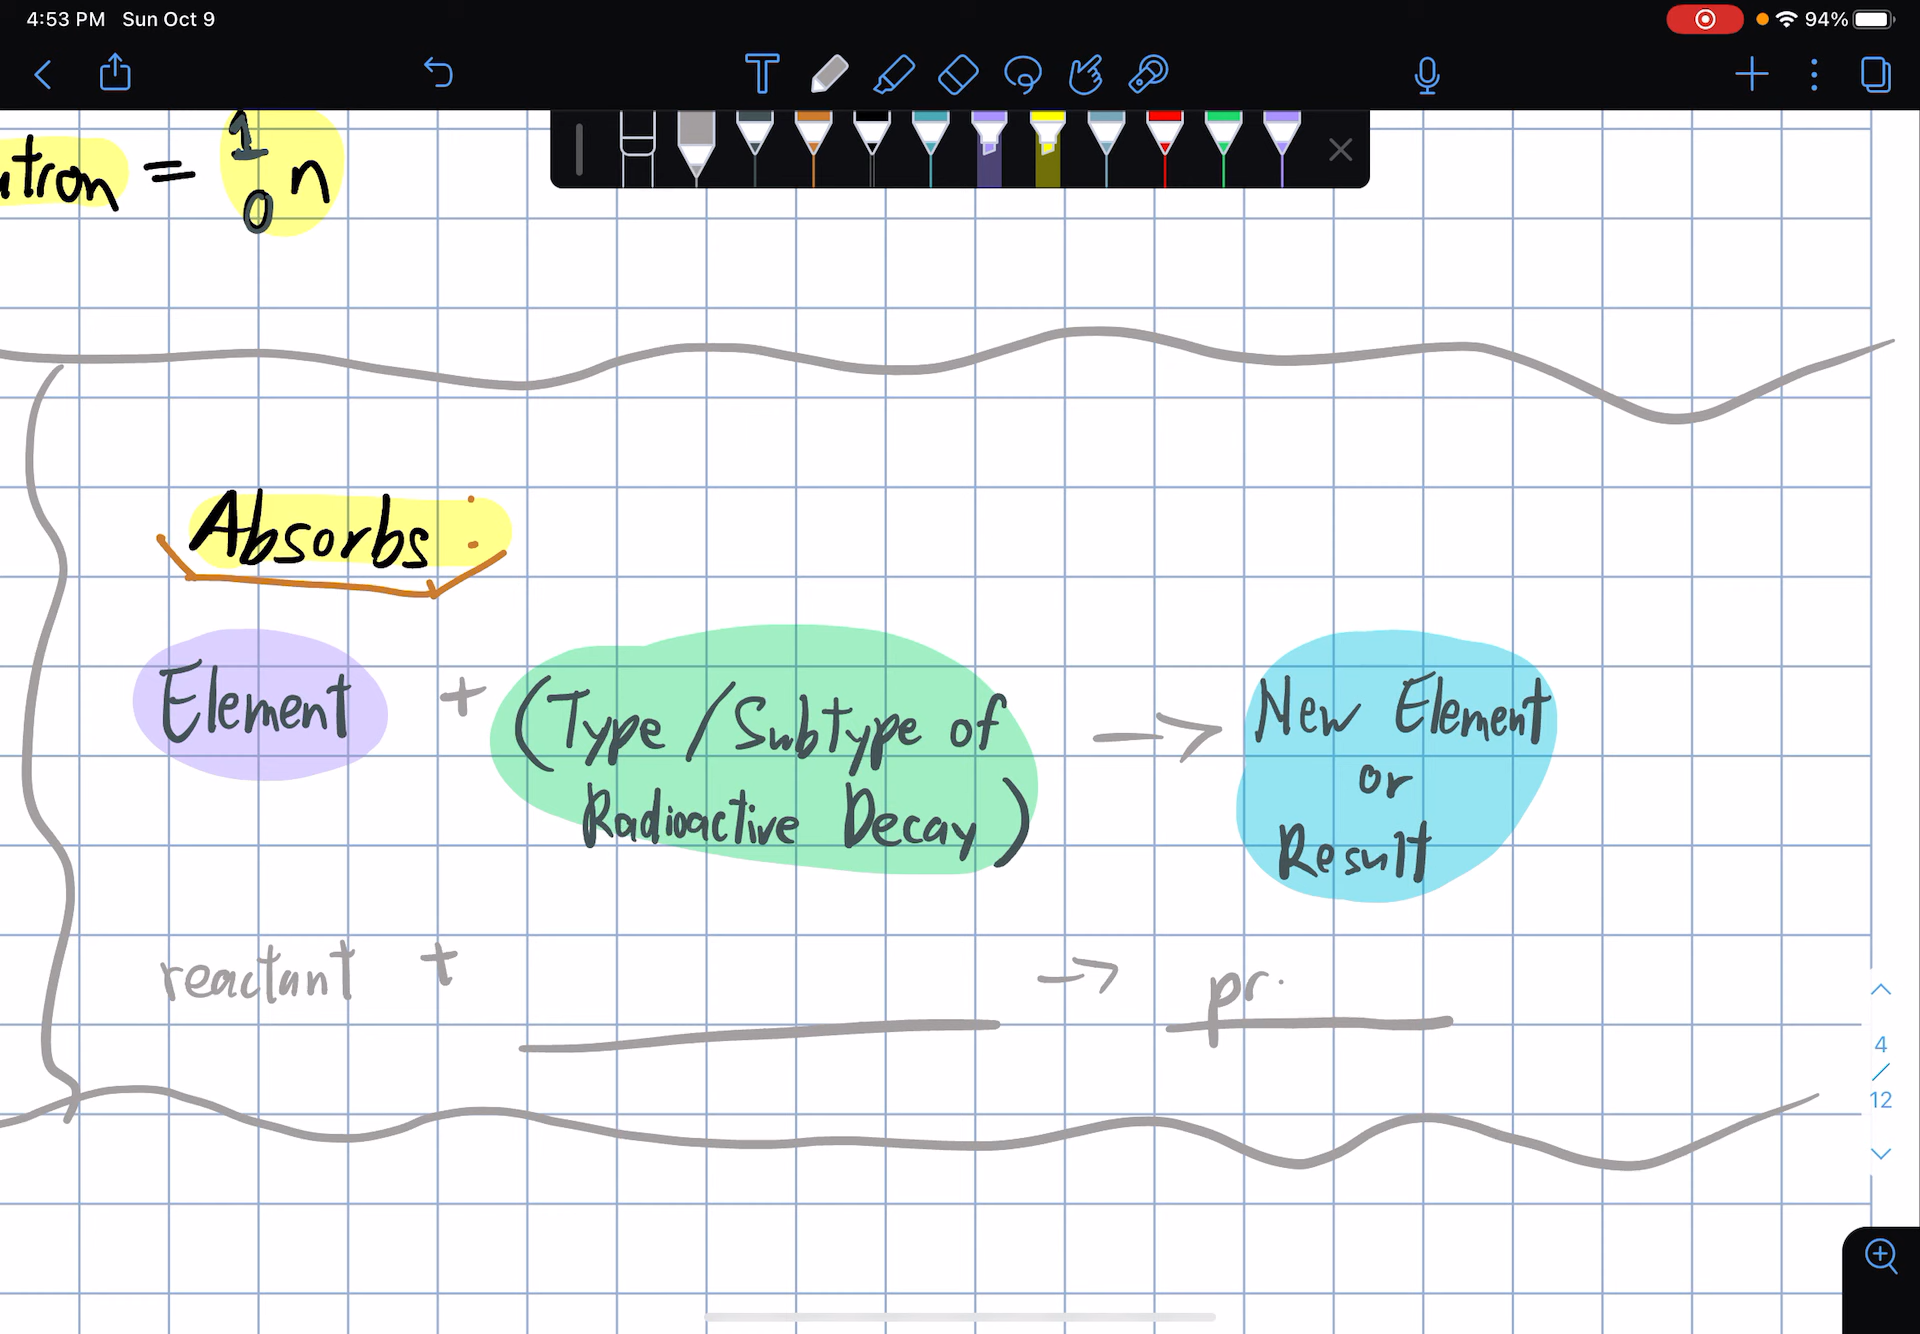 4:53 PM Sun Oct 9
94%
utron = 1 0 n
Absorbs :
Element + (Type / Subtype of Radioactive Decay) → New Element or Result
reactant + → pr.
4
/
12